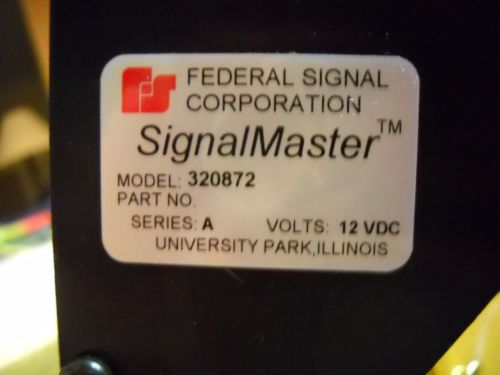 FEDERAL SIGNAL
CORPORATION
SignalMaster™
MODEL: 320872
PART NO.
SERIES: A VOLTS: 12 VDC
UNIVERSITY PARK,ILLINOIS